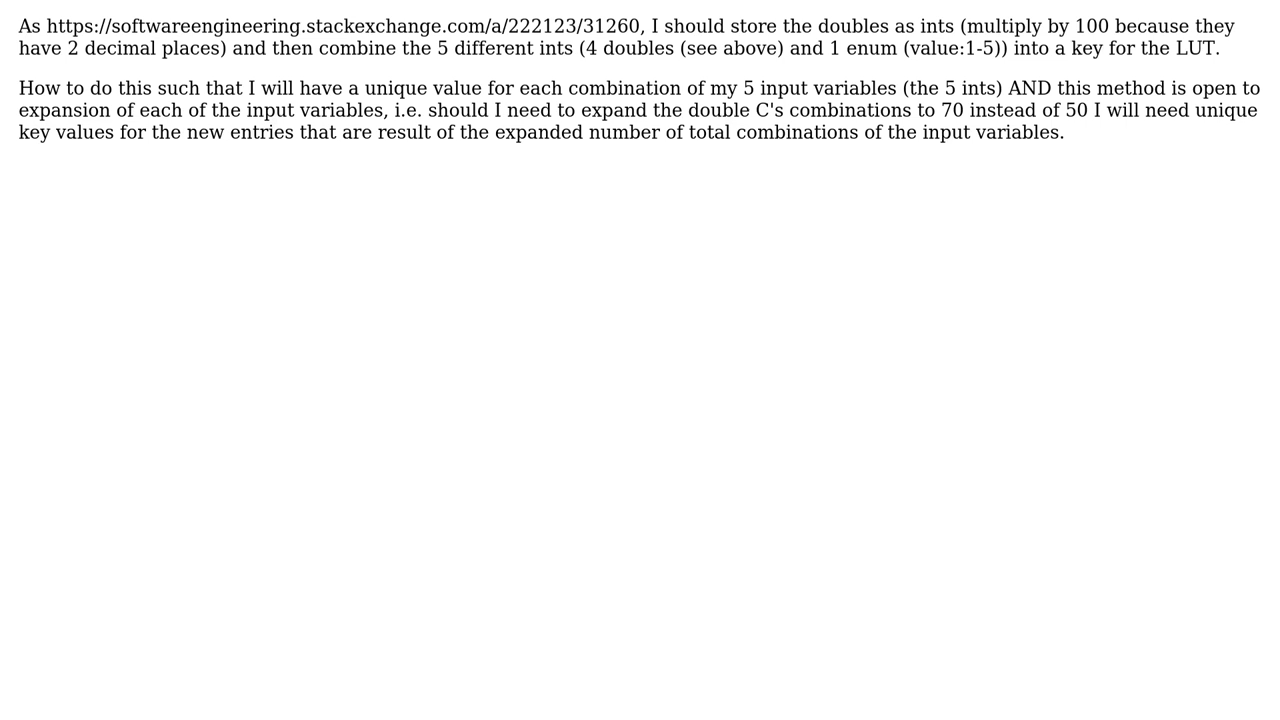 As https://softwareengineering.stackexchange.com/a/222123/31260, I should store the doubles as ints (multiply by 100 because they
have 2 decimal places) and then combine the 5 different ints (4 doubles (see above) and 1 enum (value:1-5)) into a key for the LUT.
How to do this such that I will have a unique value for each combination of my 5 input variables (the 5 ints) AND this method is open to
expansion of each of the input variables, i.e. should I need to expand the double C's combinations to 70 instead of 50 I will need unique
key values for the new entries that are result of the expanded number of total combinations of the input variables.